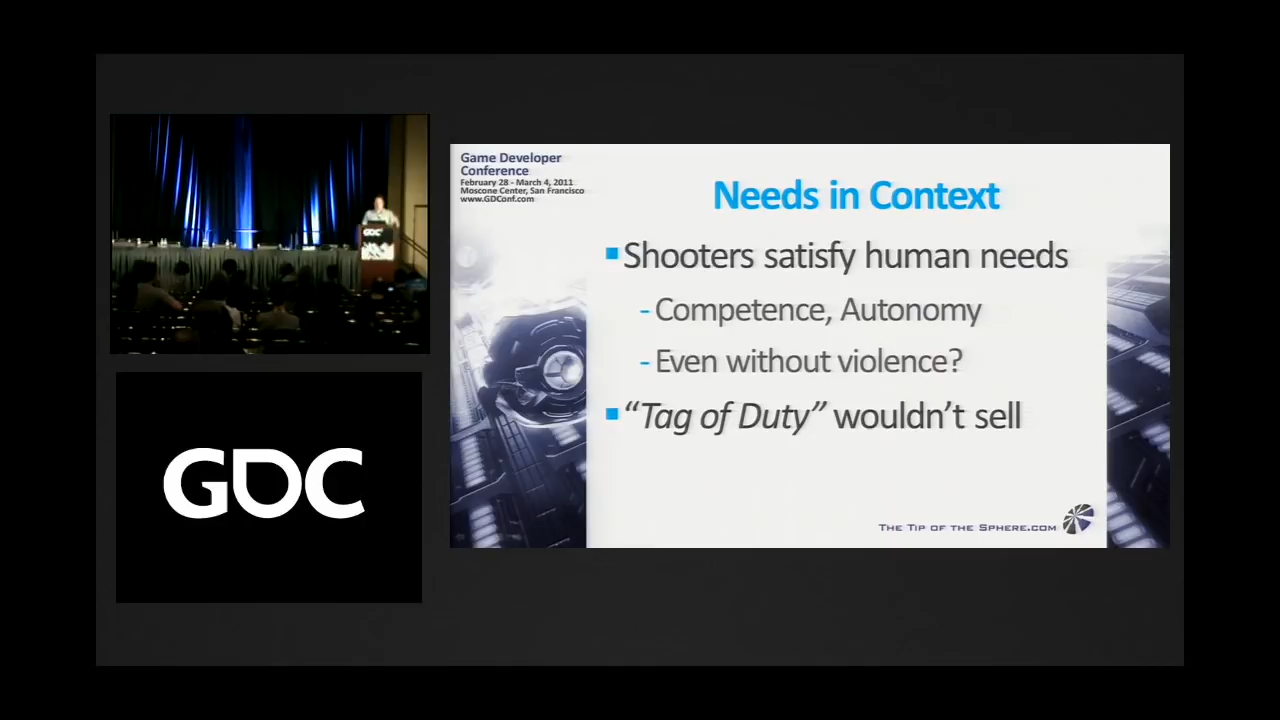 Game Developer
Conference
February 28 - March 4, 2011
Moscone Center, San Francisco
www.GDConf.com
Needs in Context
Shooters satisfy human needs
- Competence, Autonomy
- Even without violence?
“Tag of Duty” wouldn’t sell
The Tip of the Sphere.com
GDC
GDC